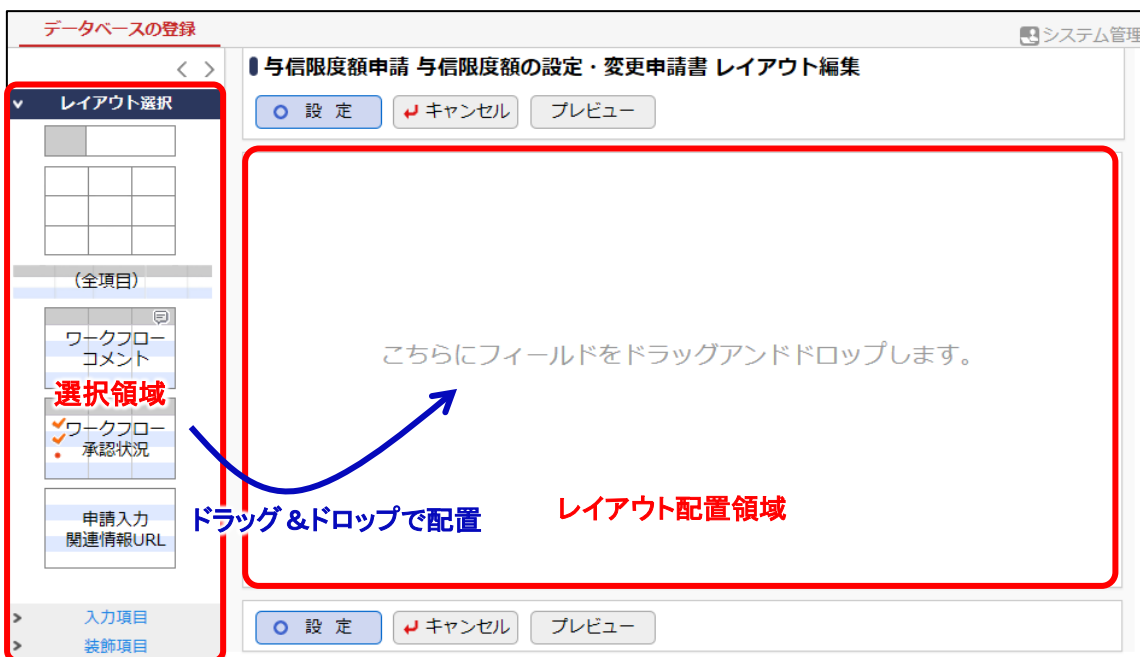 データベースの登録
システム管理
レイアウト選択
与信限度額申請 与信限度額の設定・変更申請書 レイアウト編集
設 定
キャンセル
プレビュー
(全項目)
ワークフロー
コメント
選択領域
ワークフロー
承認状況
申請入力
関連情報URL
入力項目
装飾項目
こちらにフィールドをドラッグアンドドロップします。
ドラッグ&ドロップで配置
レイアウト配置領域
設 定
キャンセル
プレビュー